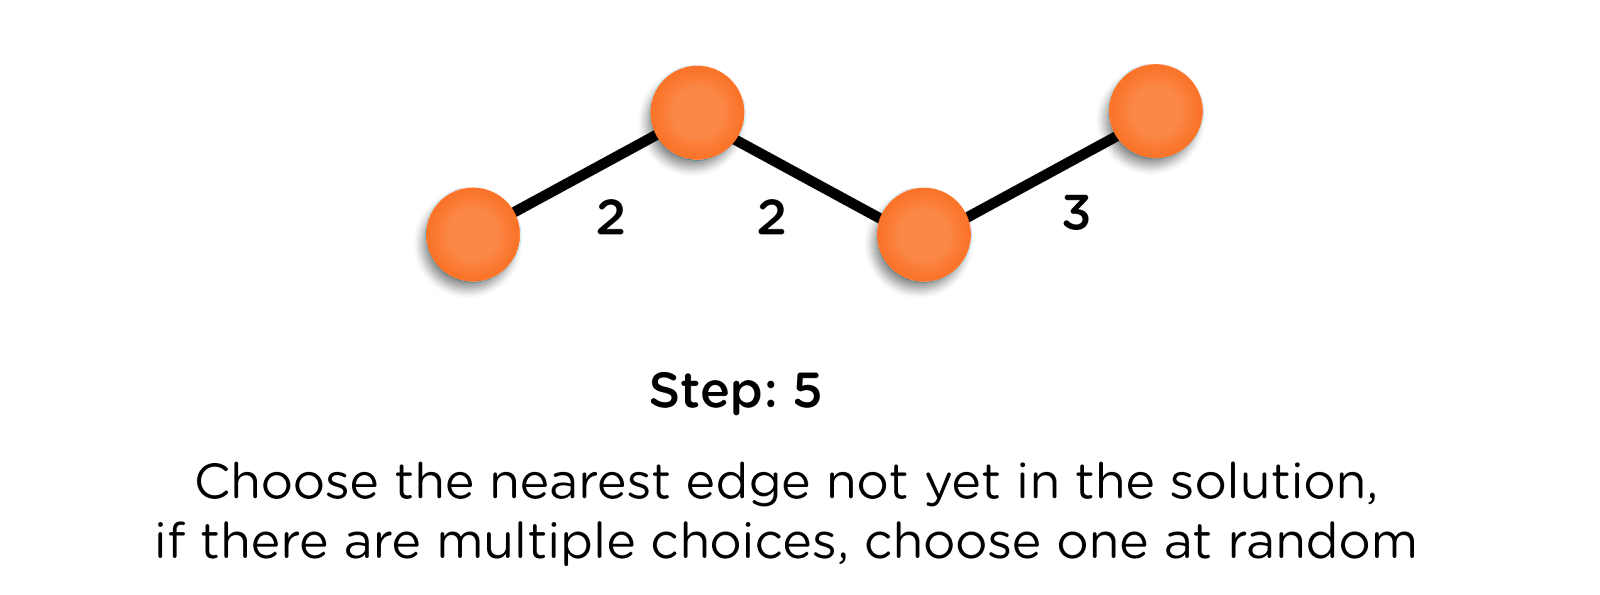 2
2
3
Step: 5
Choose the nearest edge not yet in the solution,
if there are multiple choices, choose one at random